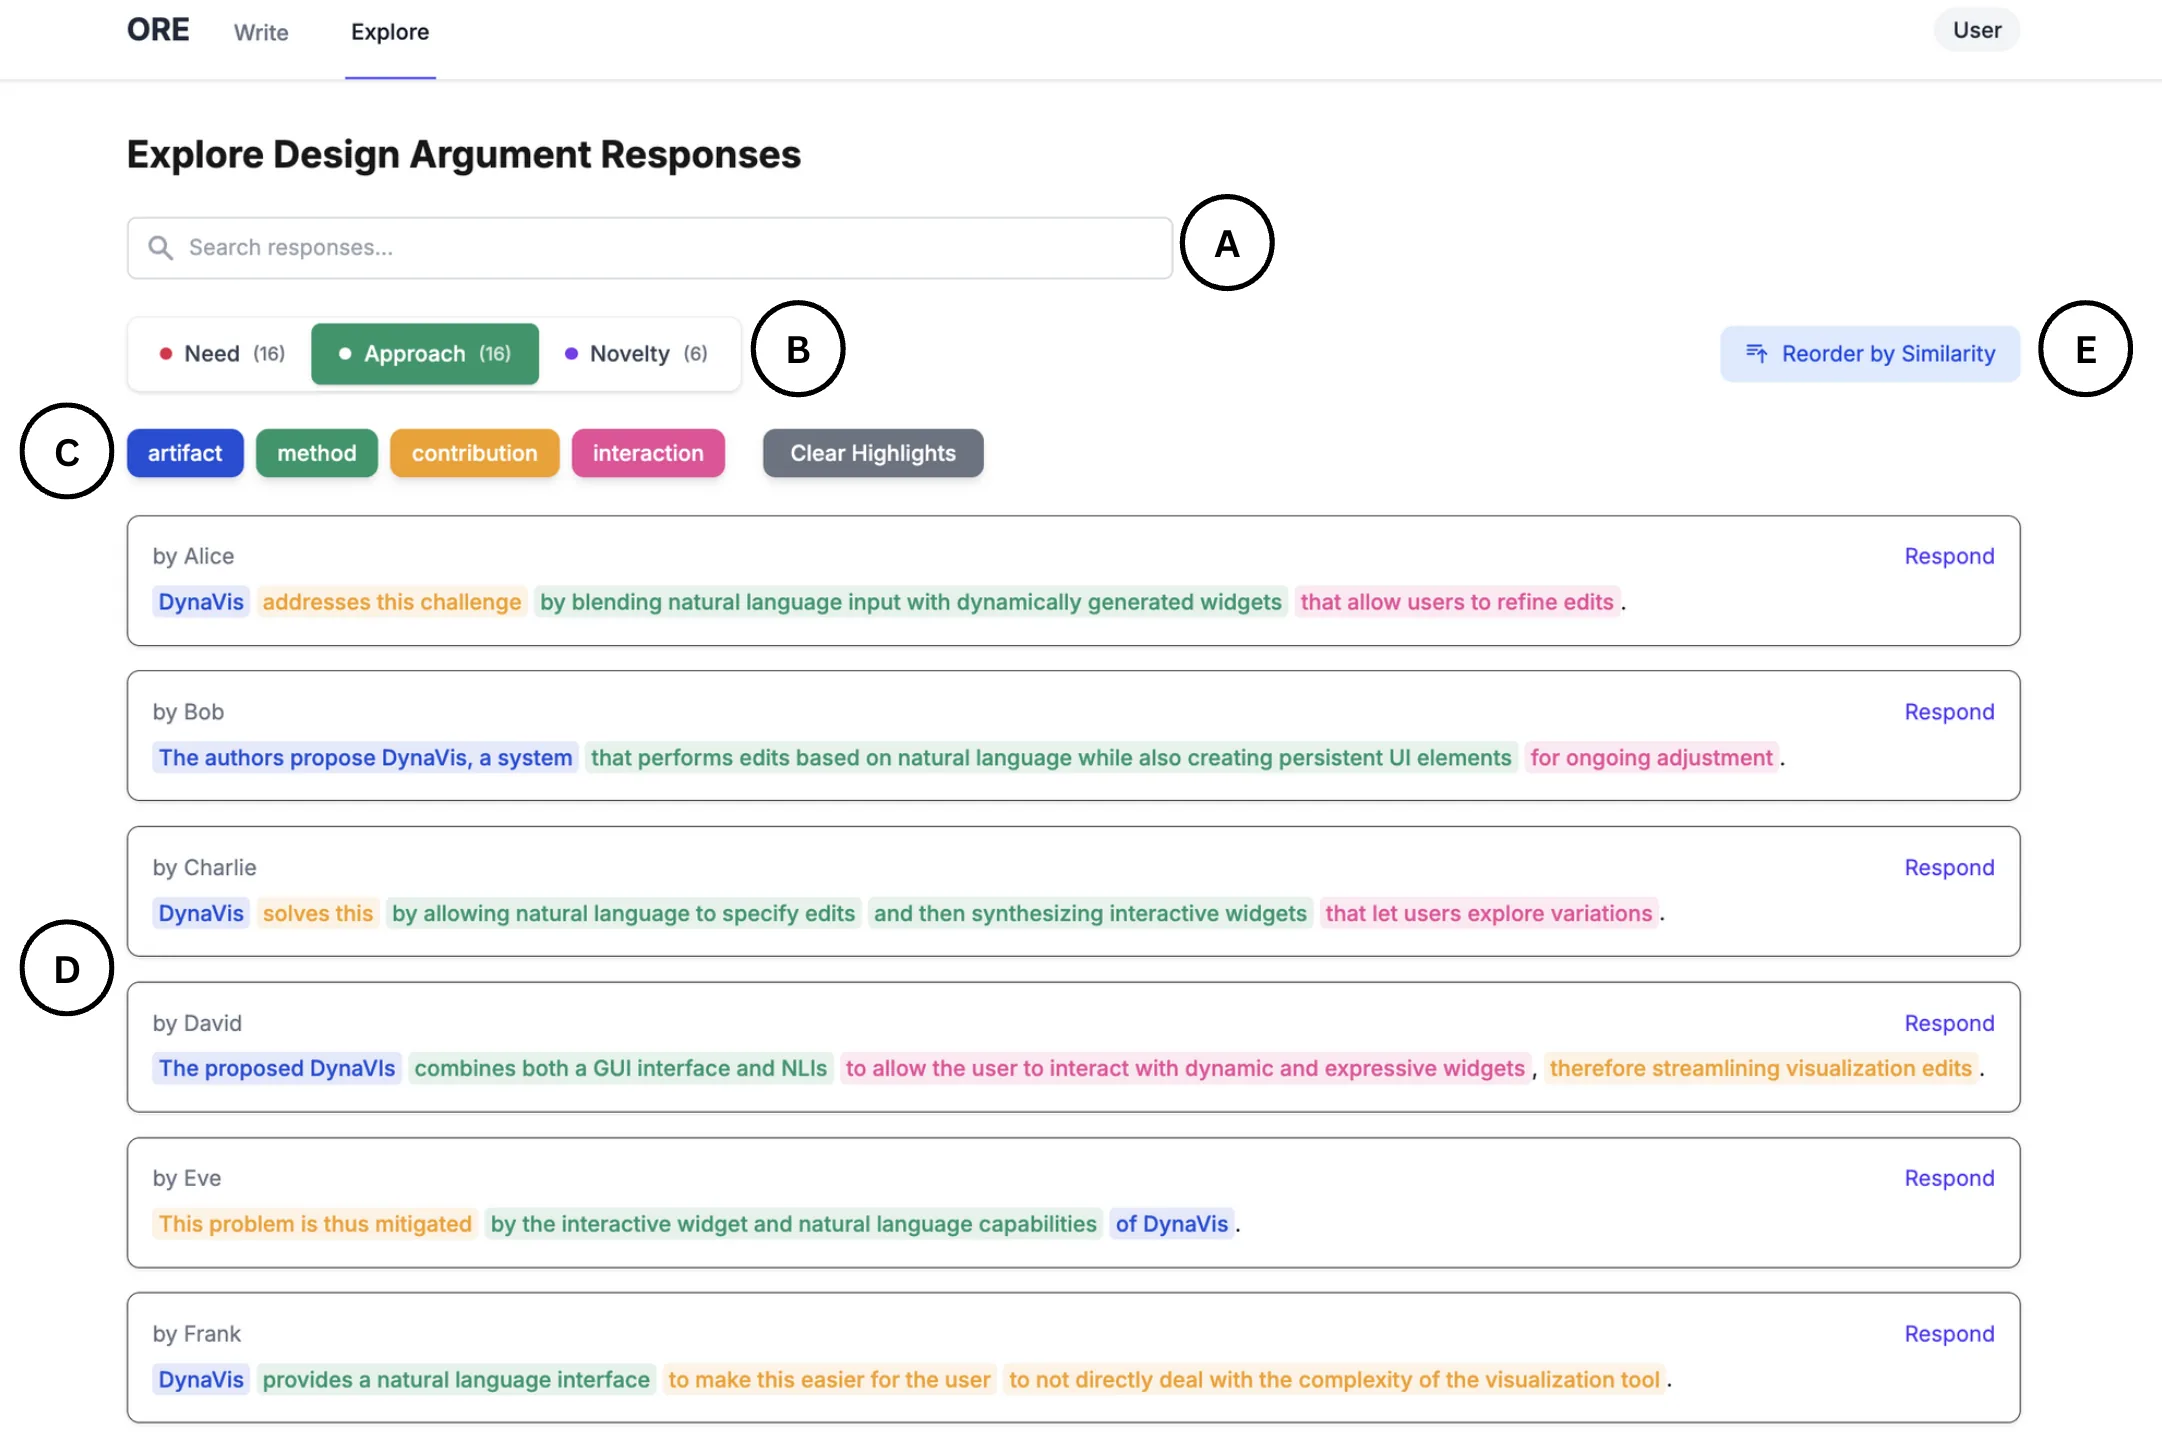 ORE Write Explore User
Explore Design Argument Responses
Search responses... A
Need (16) Approach (16) Novelty (6) B Reorder by Similarity E
C artifact method contribution interaction Clear Highlights
by Alice Respond
DynaVis addresses this challenge by blending natural language input with dynamically generated widgets that allow users to refine edits .
by Bob Respond
The authors propose DynaVis, a system that performs edits based on natural language while also creating persistent UI elements for ongoing adjustment .
by Charlie Respond
DynaVis solves this by allowing natural language to specify edits and then synthesizing interactive widgets that let users explore variations .
D
by David Respond
The proposed DynaVIs combines both a GUI interface and NLIs to allow the user to interact with dynamic and expressive widgets , therefore streamlining visualization edits .
by Eve Respond
This problem is thus mitigated by the interactive widget and natural language capabilities of DynaVis .
by Frank Respond
DynaVis provides a natural language interface to make this easier for the user to not directly deal with the complexity of the visualization tool .